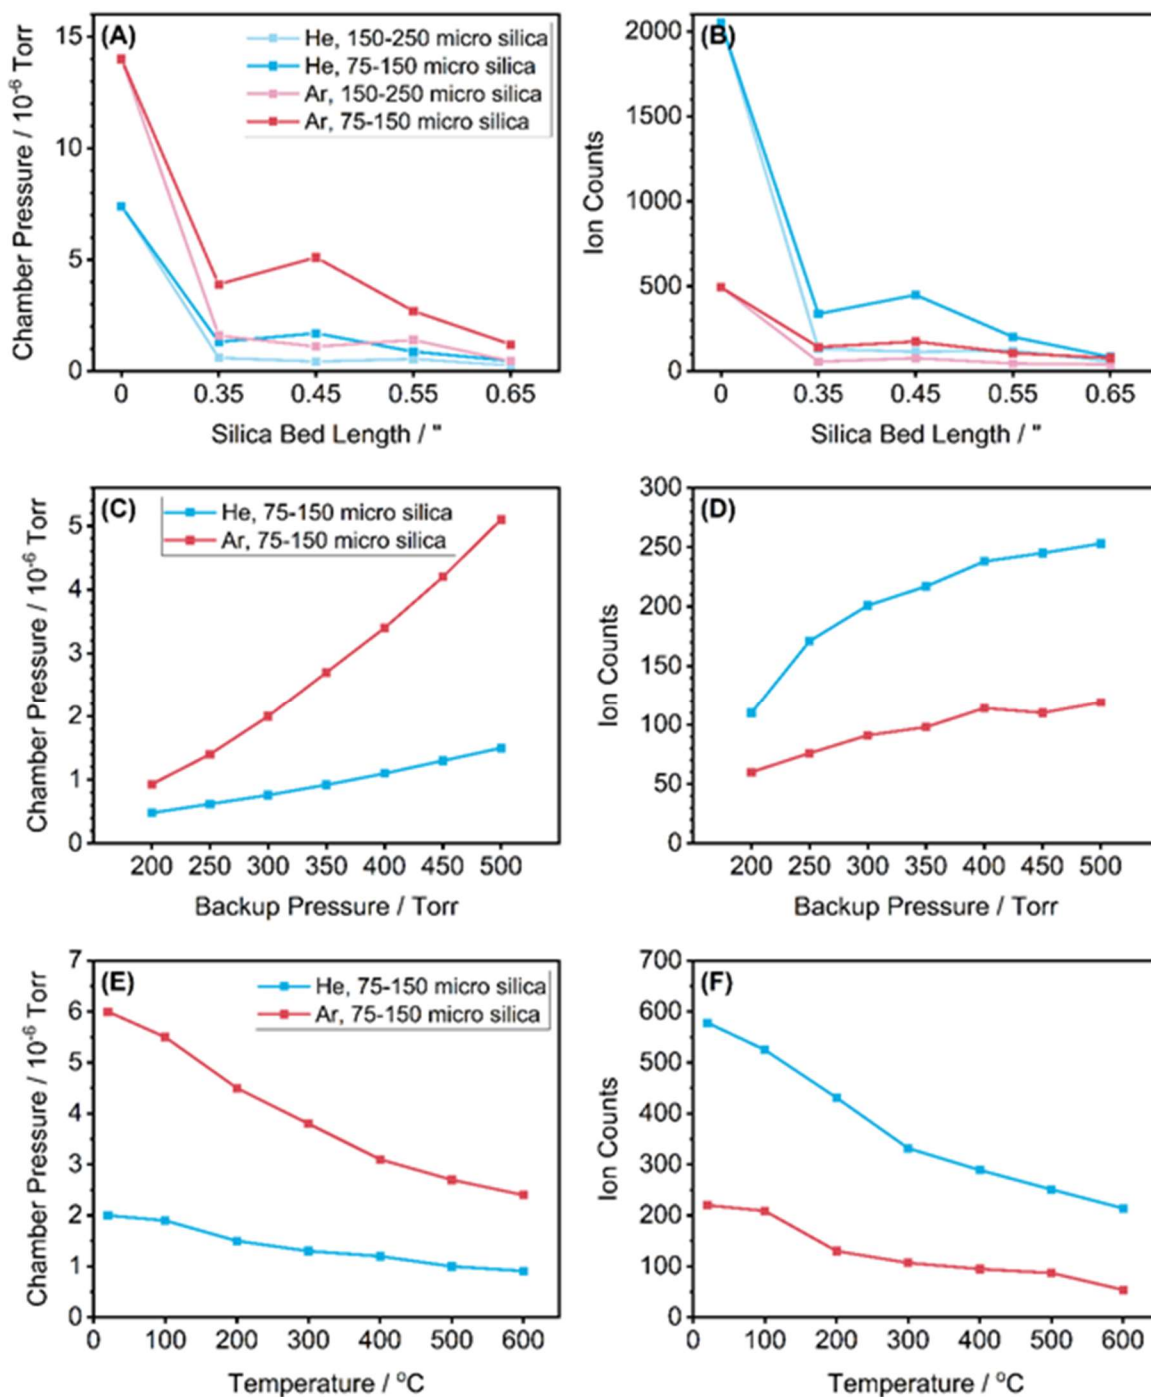 (A)
He, 150-250 micro silica
He, 75-150 micro silica
Ar, 150-250 micro silica
Ar, 75-150 micro silica
15
10
5
0
Chamber Pressure / 10⁻⁶ Torr
0 0.35 0.45 0.55 0.65
Silica Bed Length / "
(B)
2000
1500
1000
500
0
Ion Counts
0 0.35 0.45 0.55 0.65
Silica Bed Length / "
(C)
He, 75-150 micro silica
Ar, 75-150 micro silica
5
4
3
2
1
0
Chamber Pressure / 10⁻⁶ Torr
200 250 300 350 400 450 500
Backup Pressure / Torr
(D)
300
250
200
150
100
50
0
Ion Counts
200 250 300 350 400 450 500
Backup Pressure / Torr
(E)
He, 75-150 micro silica
Ar, 75-150 micro silica
7
6
5
4
3
2
1
0
Chamber Pressure / 10⁻⁶ Torr
0 100 200 300 400 500 600
Temperature / °C
(F)
700
600
500
400
300
200
100
0
Ion Counts
0 100 200 300 400 500 600
Temperature / °C